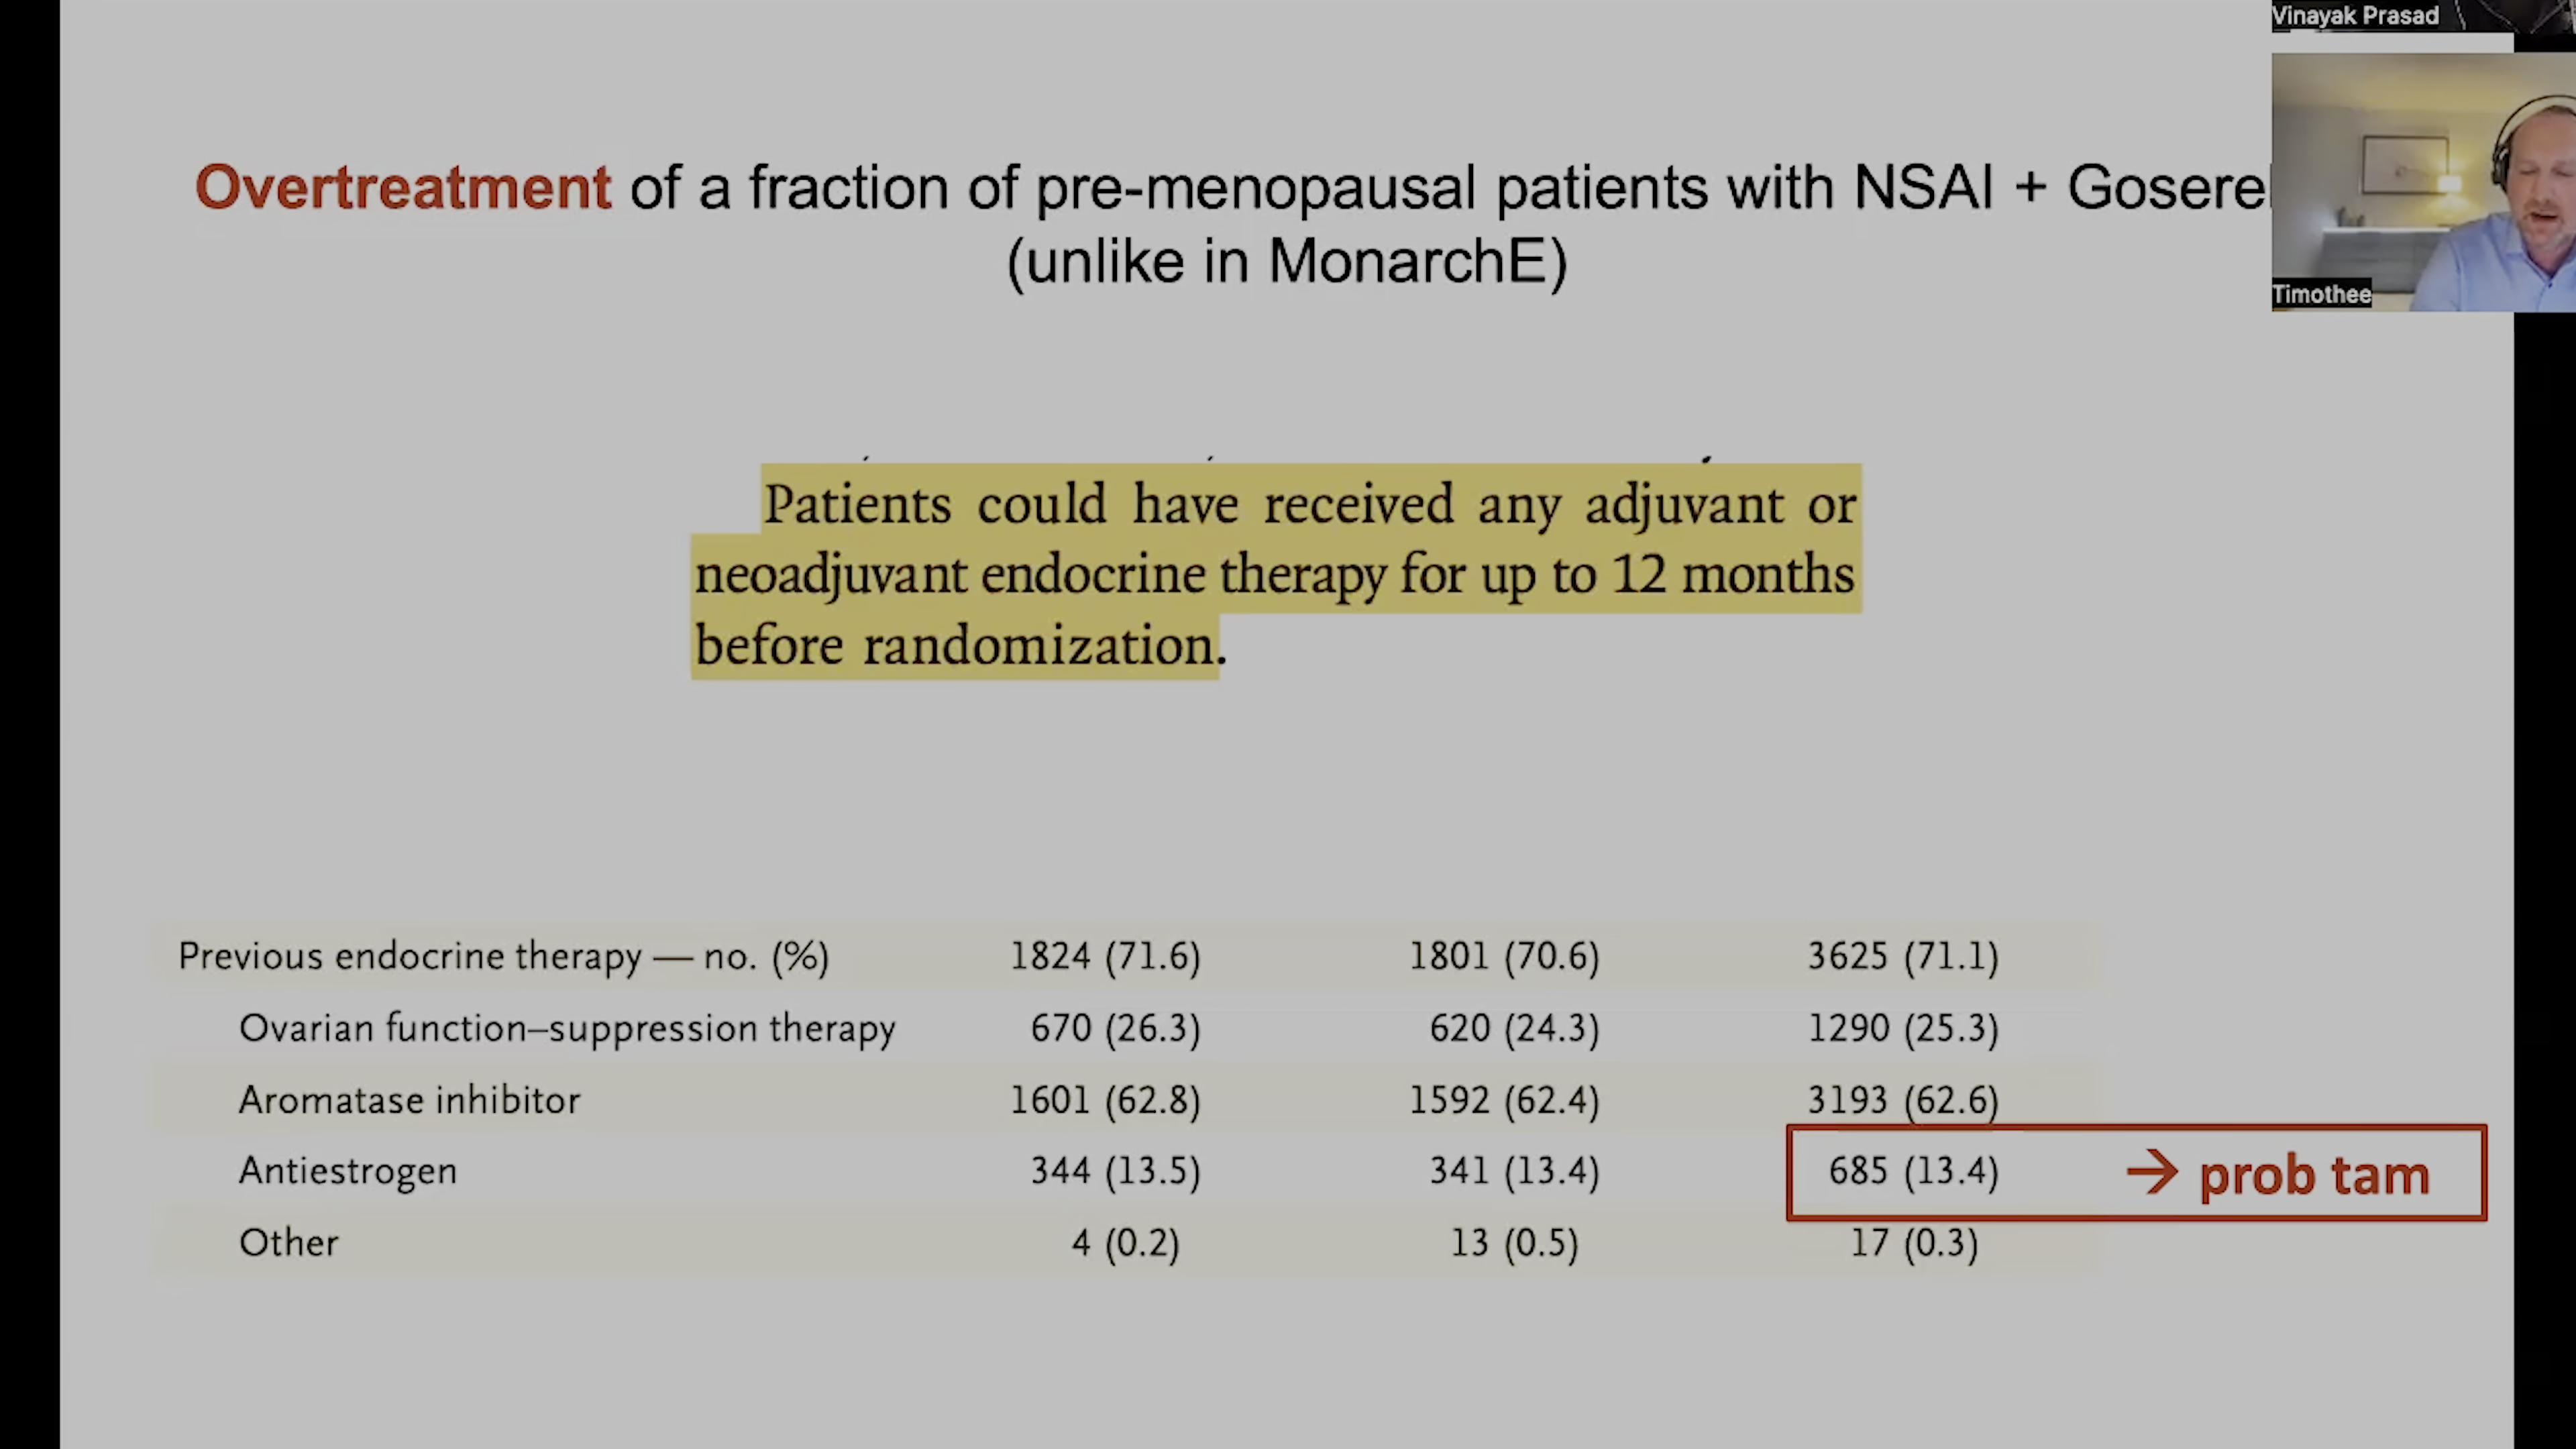 Vinayak Prasad
Overtreatment of a fraction of pre-menopausal patients with NSAI + Gosere
(unlike in MonarchE)
Timothee
Patients could have received any adjuvant or
neoadjuvant endocrine therapy for up to 12 months
before randomization.
Previous endocrine therapy — no. (%) 1824 (71.6) 1801 (70.6) 3625 (71.1)
Ovarian function–suppression therapy 670 (26.3) 620 (24.3) 1290 (25.3)
Aromatase inhibitor 1601 (62.8) 1592 (62.4) 3193 (62.6)
Antiestrogen 344 (13.5) 341 (13.4) 685 (13.4) → prob tam
Other 4 (0.2) 13 (0.5) 17 (0.3)